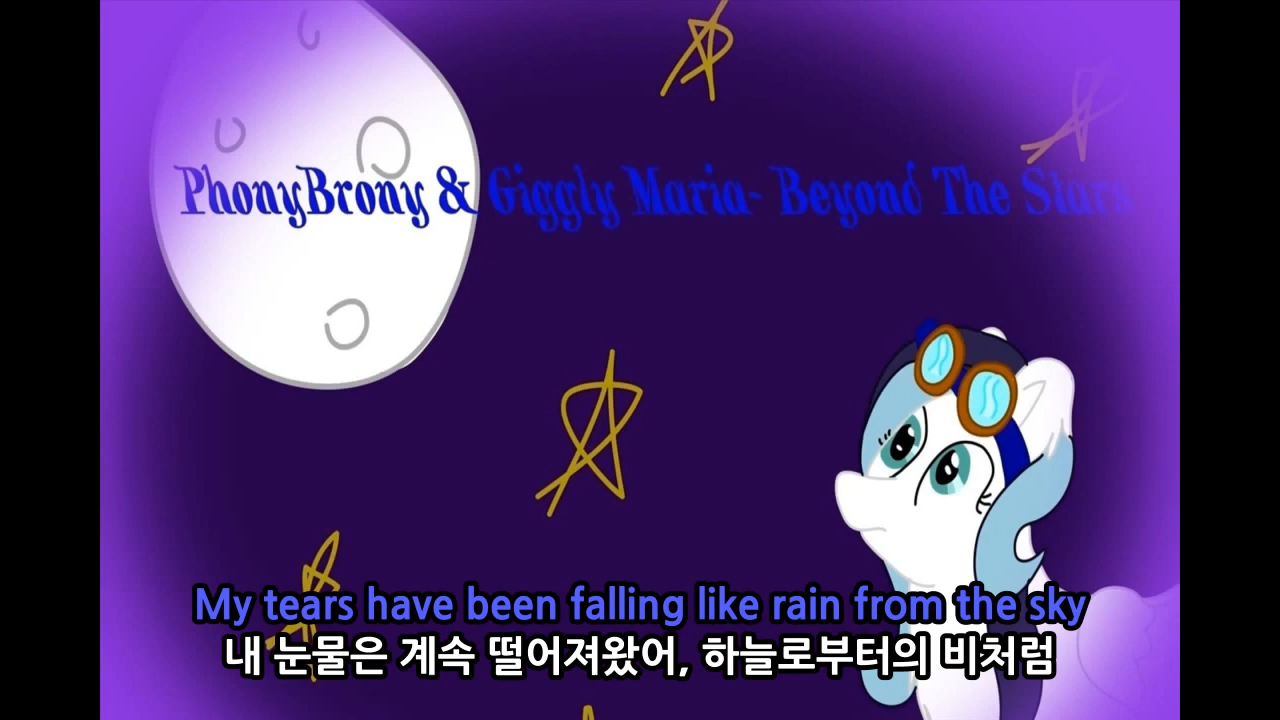 PhonyBrony & Giggly Maria- Beyond The Stars
My tears have been falling like rain from the sky
내 눈물은 계속 떨어져왔어, 하늘로부터의 비처럼